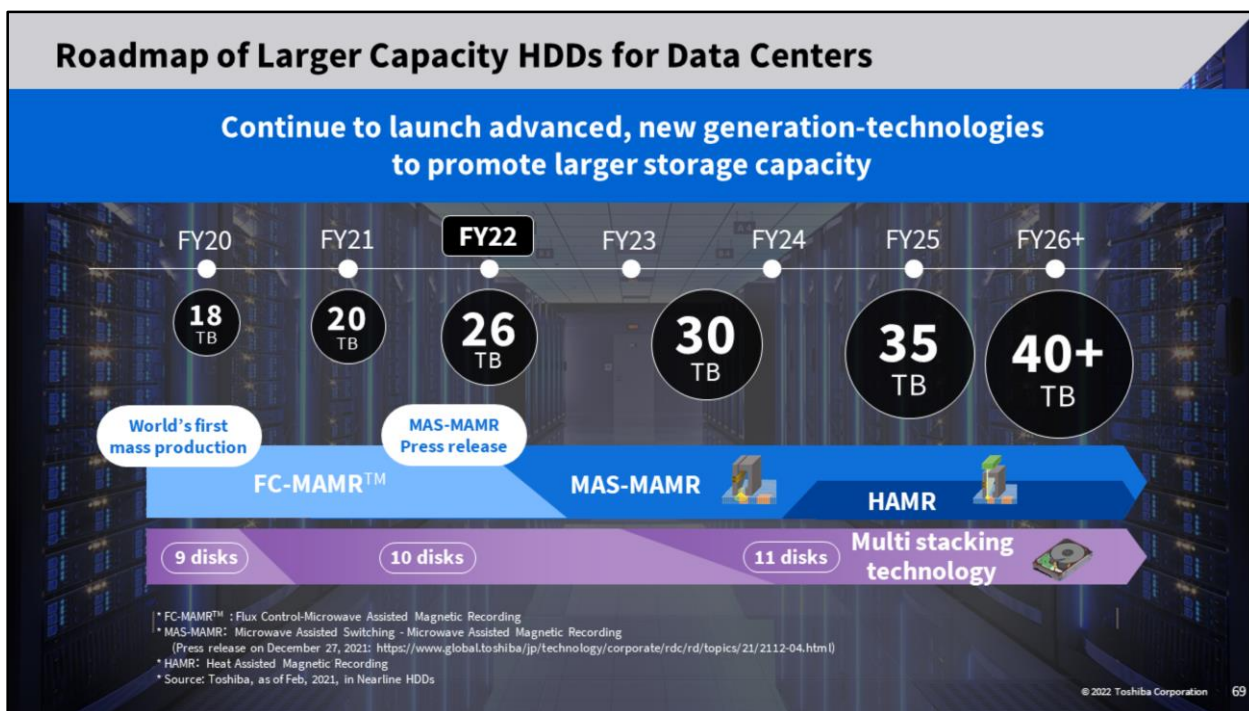 Roadmap of Larger Capacity HDDs for Data Centers
Continue to launch advanced, new generation-technologies
to promote larger storage capacity
FY20
FY21
FY22
FY23
FY24
FY25
FY26+
18
TB
20
TB
26
TB
30
TB
35
TB
40+
TB
World's first
mass production
MAS-MAMR
Press release
FC-MAMR™
MAS-MAMR
HAMR
9 disks
10 disks
11 disks
Multi stacking
technology
* FC-MAMR™ : Flux Control-Microwave Assisted Magnetic Recording
* MAS-MAMR: Microwave Assisted Switching - Microwave Assisted Magnetic Recording
(Press release on December 27, 2021: https://www.global.toshiba/jp/technology/corporate/rdc/rd/topics/21/2112-04.html)
* HAMR: Heat Assisted Magnetic Recording
* Source: Toshiba, as of Feb, 2021, in Nearline HDDs
© 2022 Toshiba Corporation 69